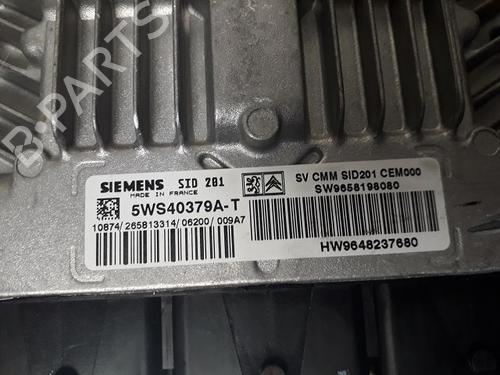 B-PARTS
SIEMENS SID 201
MADE IN FRANCE
5WS40379A-T
10874/265813314/06200/009A7
SV CMM SID201 CEM000
SW9658198080
HW9648237680